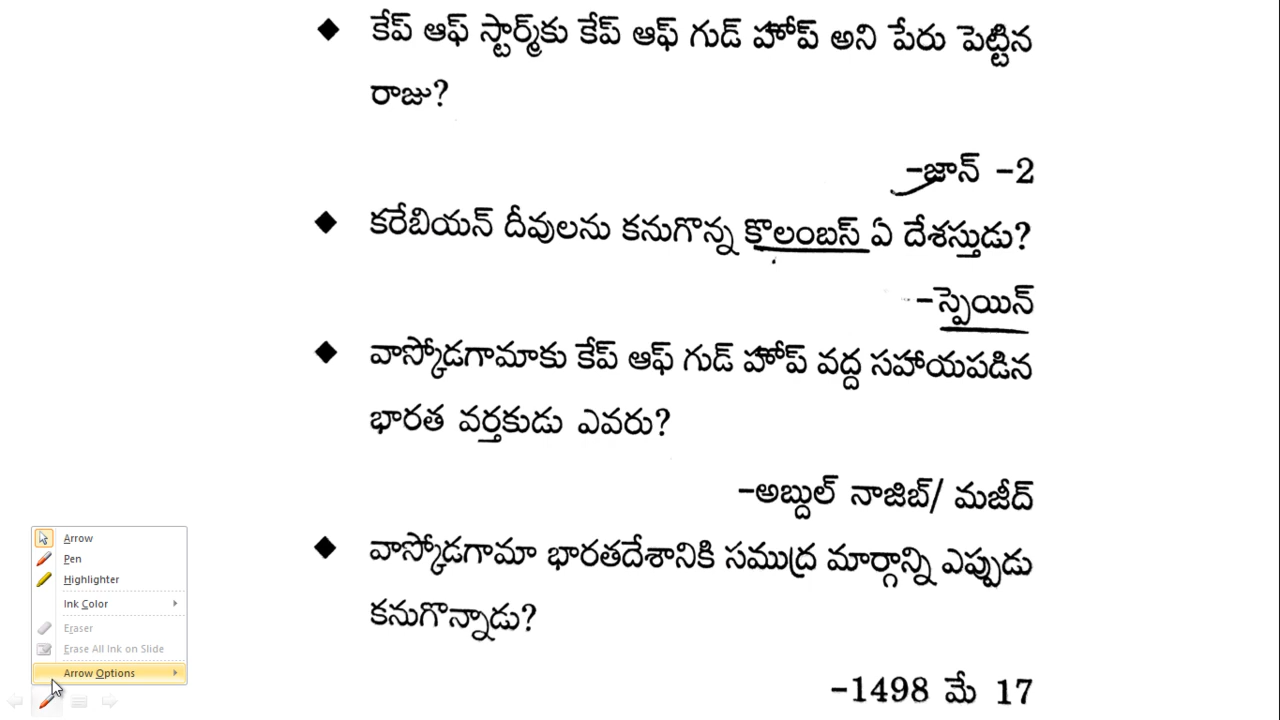 ◆ కేప్ ఆఫ్ స్టార్మ్‌కు కేప్ ఆఫ్ గుడ్ హోప్ అని పేరు పెట్టిన
రాజు?
-జాన్ -2
◆ కరేబియన్ దీవులను కనుగొన్న కొలంబస్ ఏ దేశస్తుడు?
-స్పెయిన్
◆ వాస్కోడగామాకు కేప్ ఆఫ్ గుడ్ హోప్ వద్ద సహాయపడిన
భారత వర్తకుడు ఎవరు?
-అబ్దుల్ నాజిబ్/ మజీద్
◆ వాస్కోడగామా భారతదేశానికి సముద్ర మార్గాన్ని ఎప్పుడు
కనుగొన్నాడు?
-1498 మే 17
Arrow
Pen
Highlighter
Ink Color
Eraser
Erase All Ink on Slide
Arrow Options